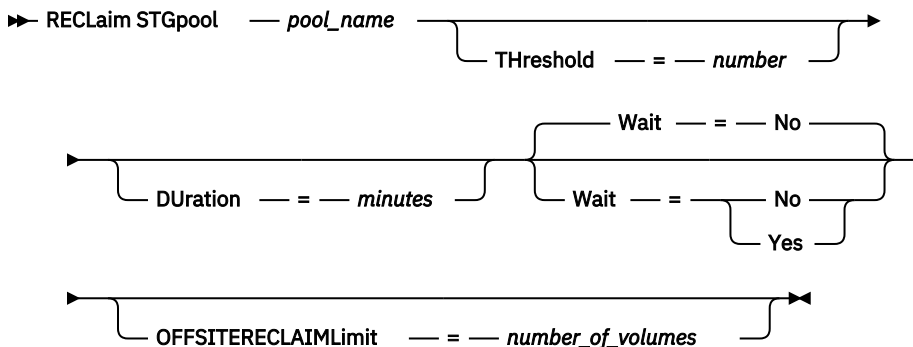 RECLaim STGpool pool_name
THreshold = number
Wait = No
DUration = minutes Wait = No
Yes
OFFSITERECLAIMLimit = number_of_volumes